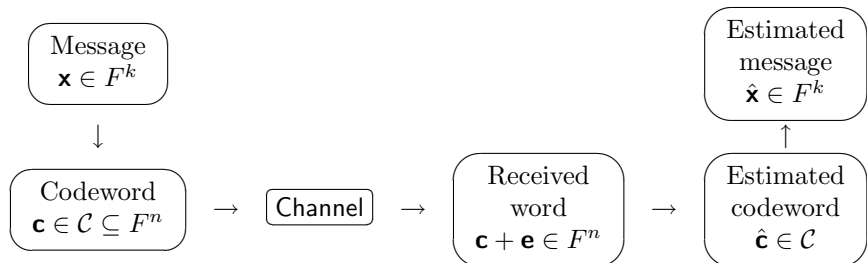 Message
x ∈ F^k
↓
Codeword
c ∈ C ⊆ F^n
→
Channel
→
Received
word
c + e ∈ F^n
→
Estimated
codeword
ĉ ∈ C
↑
Estimated
message
x̂ ∈ F^k